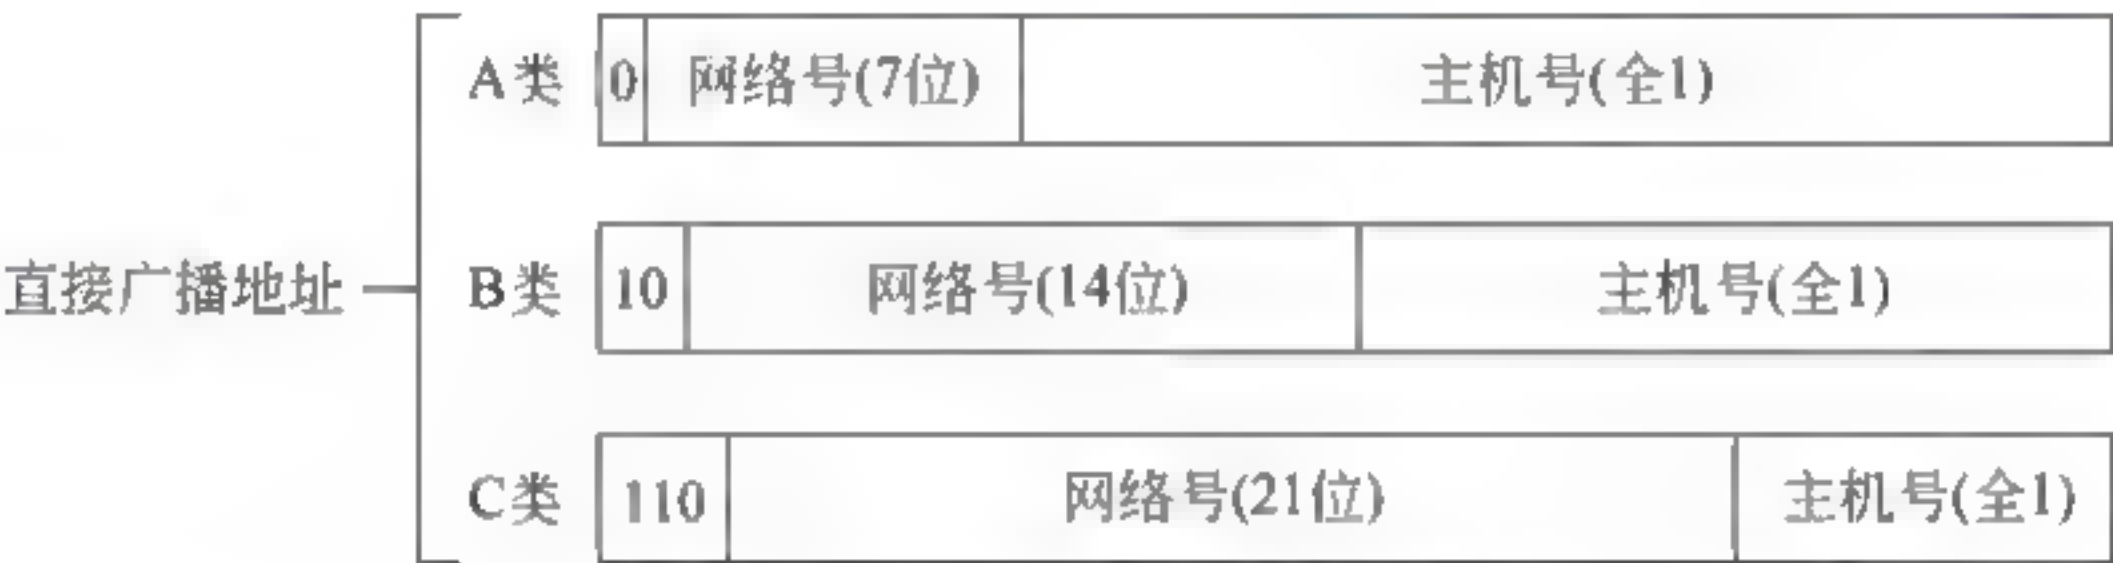 A类 0 网络号(7位) 主机号(全1)
直接广播地址 B类 10 网络号(14位) 主机号(全1)
C类 110 网络号(21位) 主机号(全1)